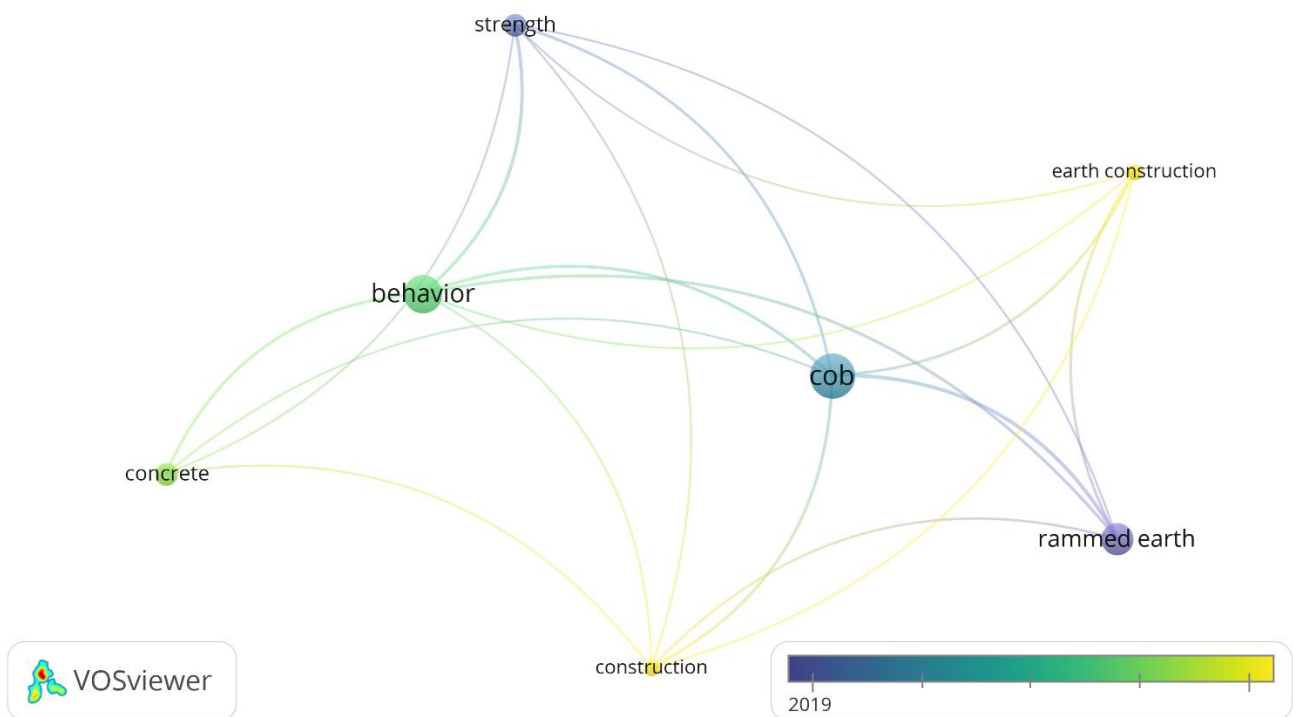 strength
earth construction
behavior
cob
concrete
rammed earth
construction
VOSviewer
2019